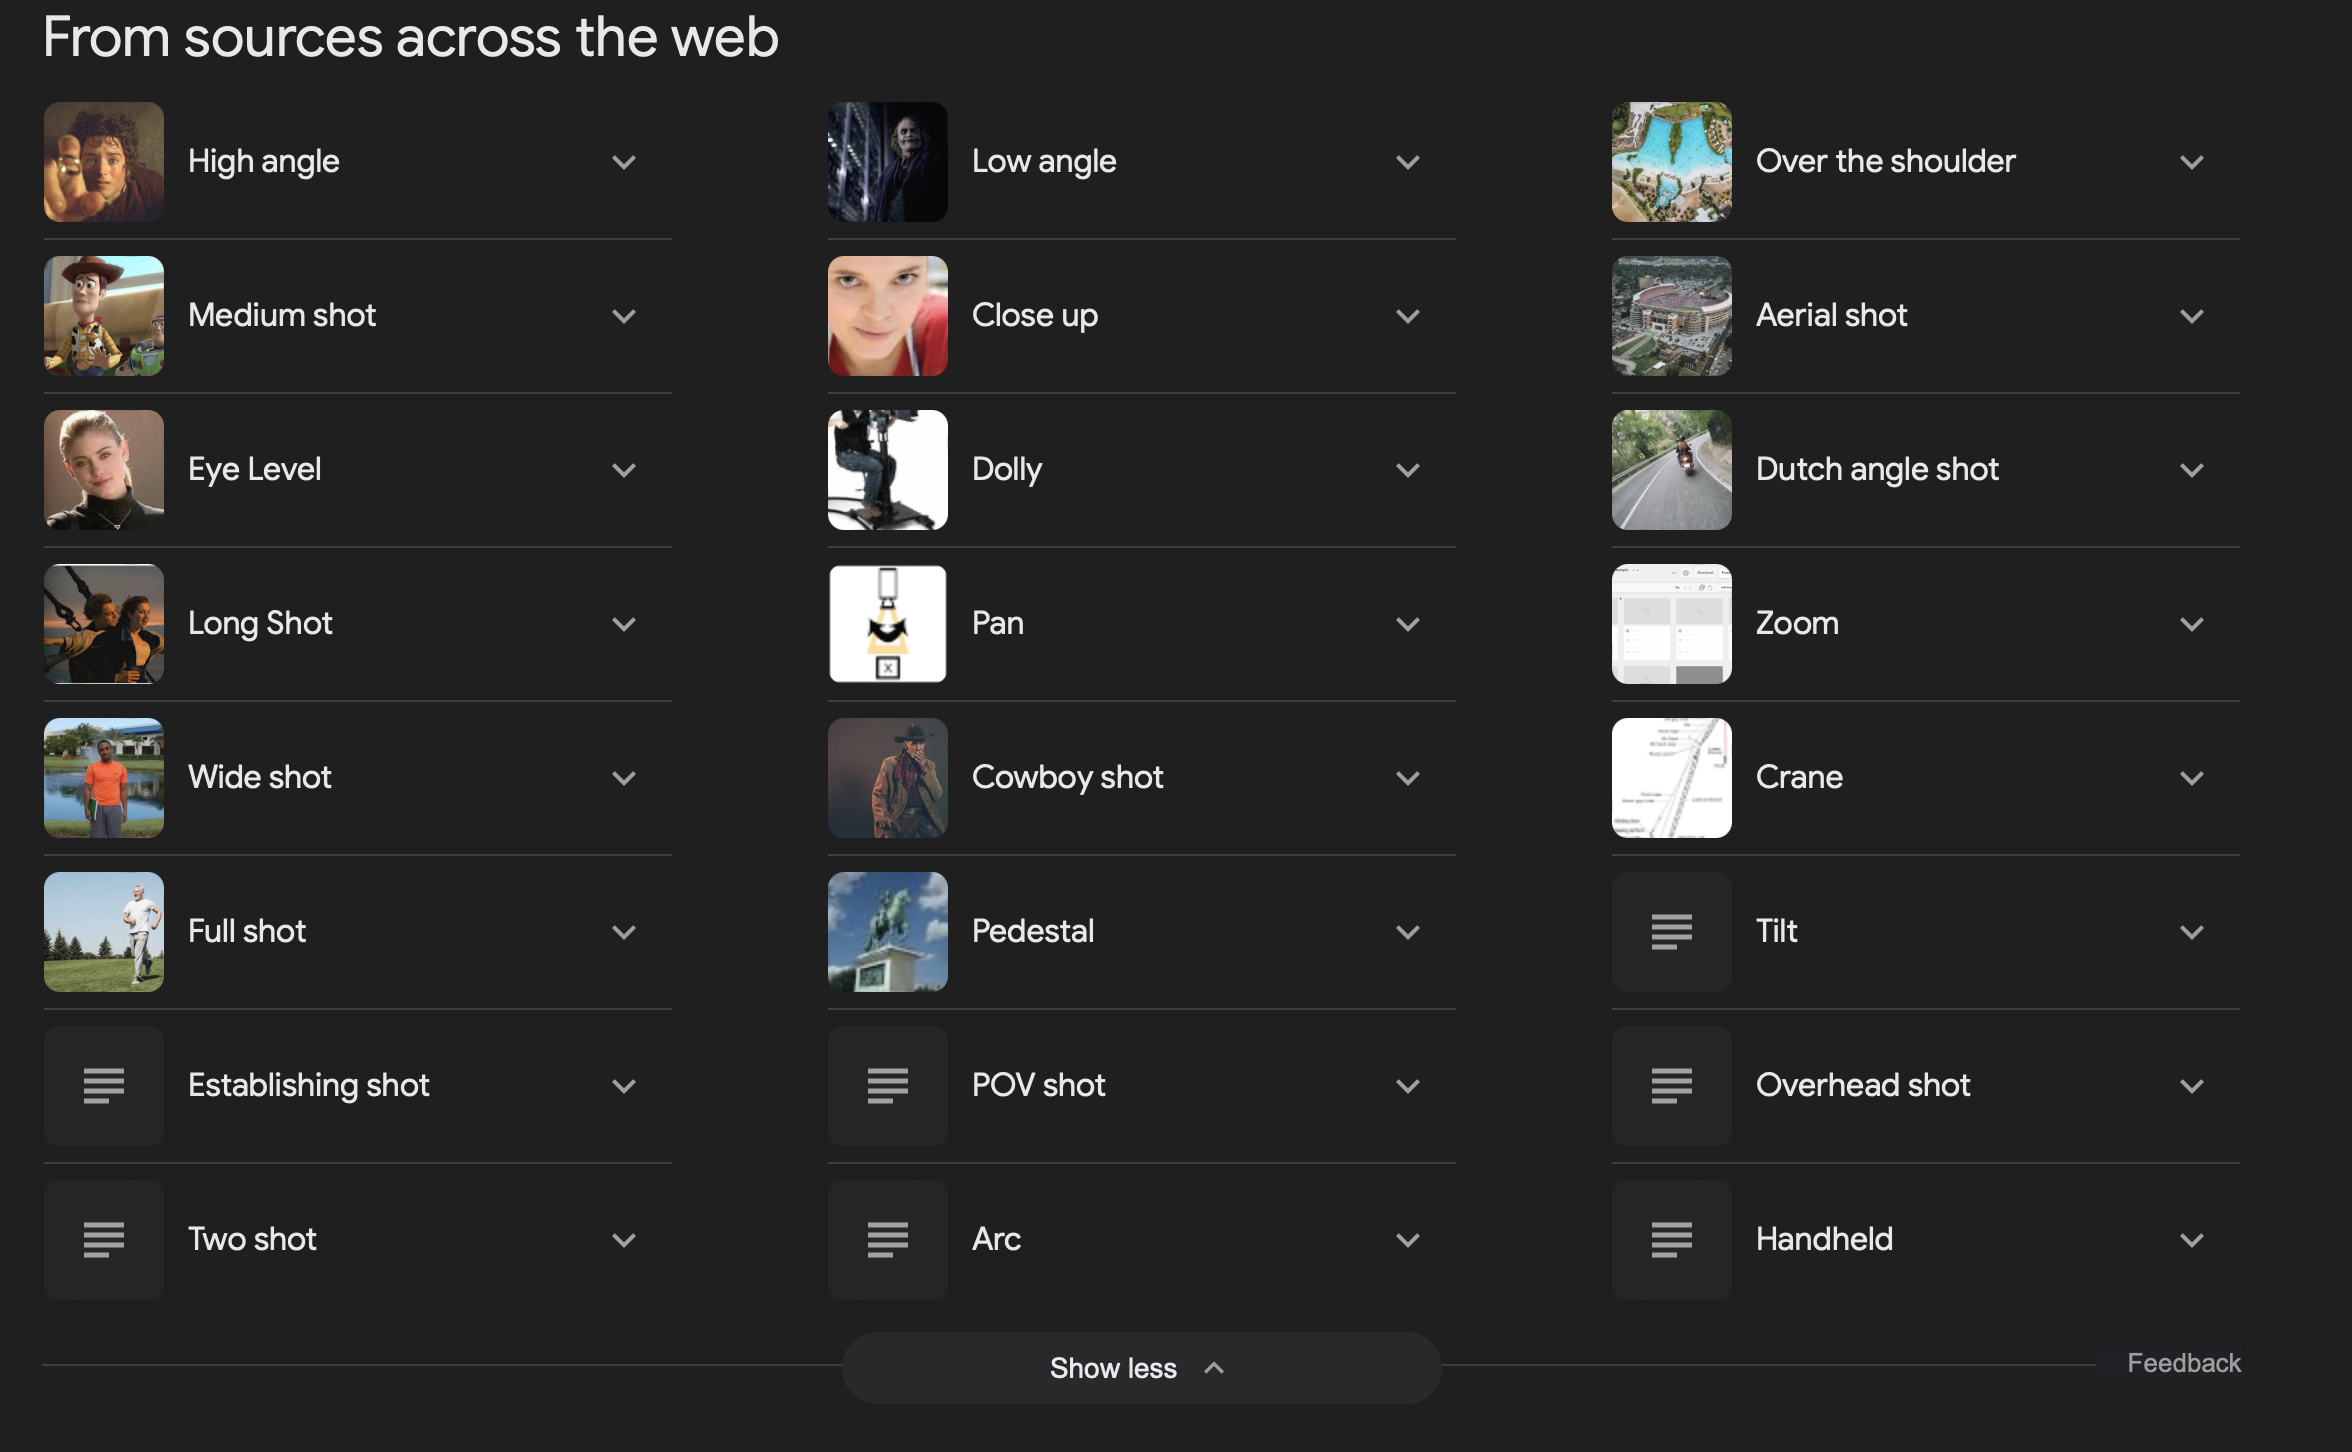 From sources across the web
High angle
Low angle
Over the shoulder
Medium shot
Close up
Aerial shot
Eye Level
Dolly
Dutch angle shot
Long Shot
Pan
X
Zoom
Wide shot
Cowboy shot
Crane
Full shot
Pedestal
Tilt
Establishing shot
POV shot
Overhead shot
Two shot
Arc
Handheld
Show less
Feedback